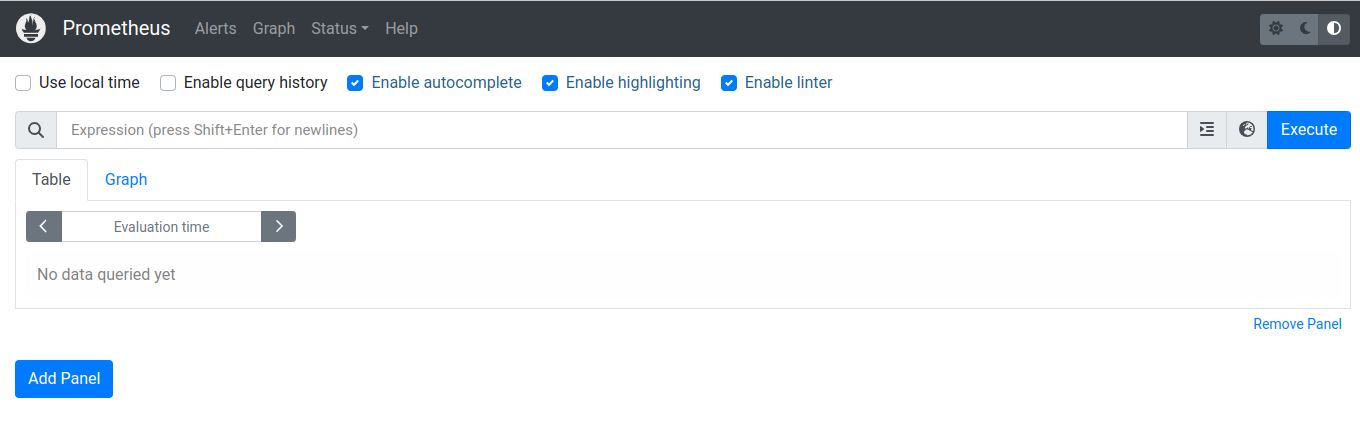 Prometheus Alerts Graph Status Help
Use local time Enable query history Enable autocomplete Enable highlighting Enable linter
Expression (press Shift+Enter for newlines) Execute
Table Graph
Evaluation time
No data queried yet
Remove Panel
Add Panel